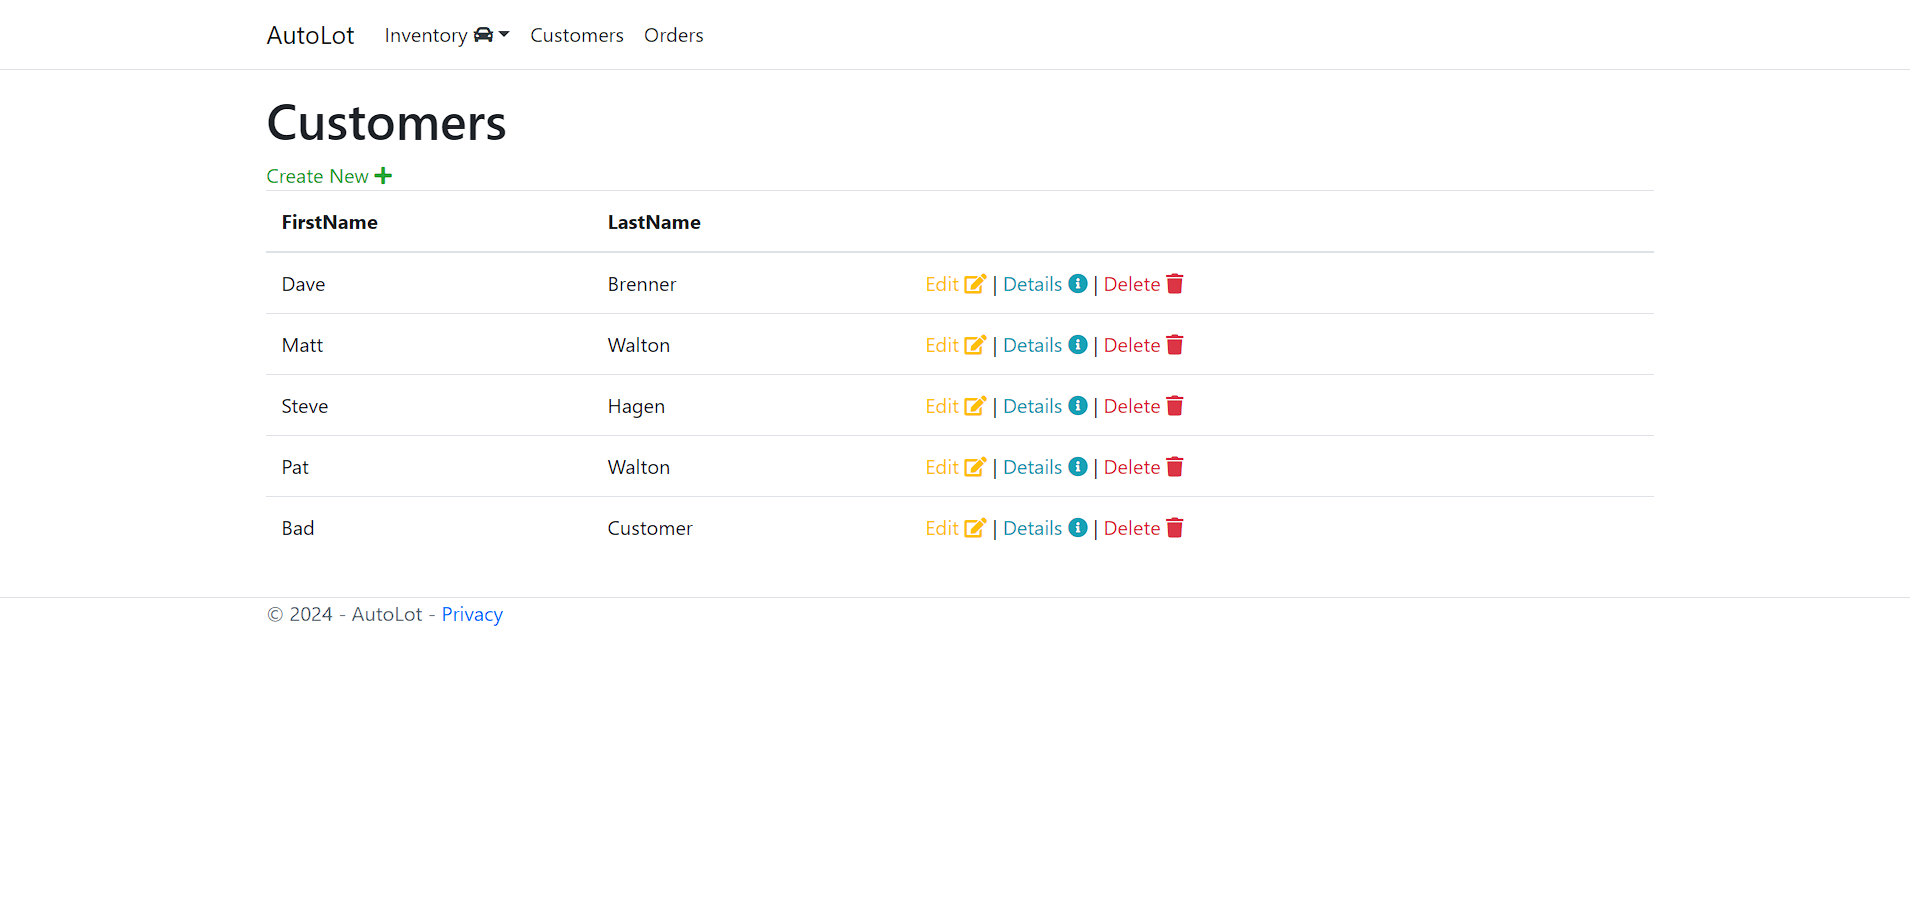 AutoLot Inventory Customers Orders
Customers
Create New
FirstName LastName
Dave Brenner Edit | Details | Delete
Matt Walton Edit | Details | Delete
Steve Hagen Edit | Details | Delete
Pat Walton Edit | Details | Delete
Bad Customer Edit | Details | Delete
© 2024 - AutoLot - Privacy